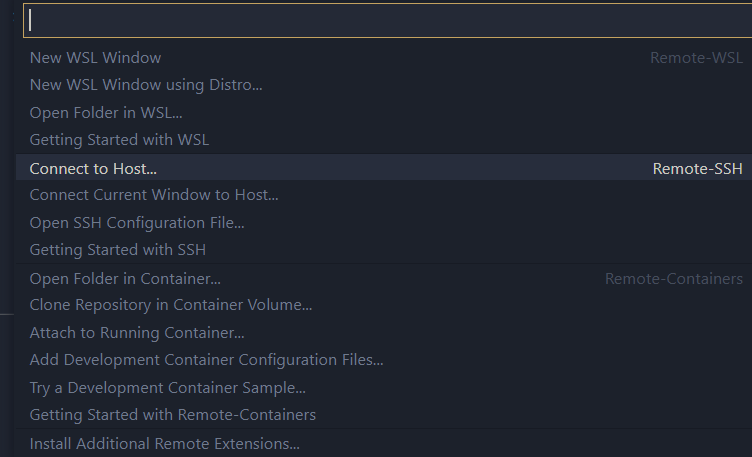 New WSL Window Remote-WSL
New WSL Window using Distro...
Open Folder in WSL...
Getting Started with WSL
Connect to Host... Remote-SSH
Connect Current Window to Host...
Open SSH Configuration File...
Getting Started with SSH
Open Folder in Container... Remote-Containers
Clone Repository in Container Volume...
Attach to Running Container...
Add Development Container Configuration Files...
Try a Development Container Sample...
Getting Started with Remote-Containers
Install Additional Remote Extensions...